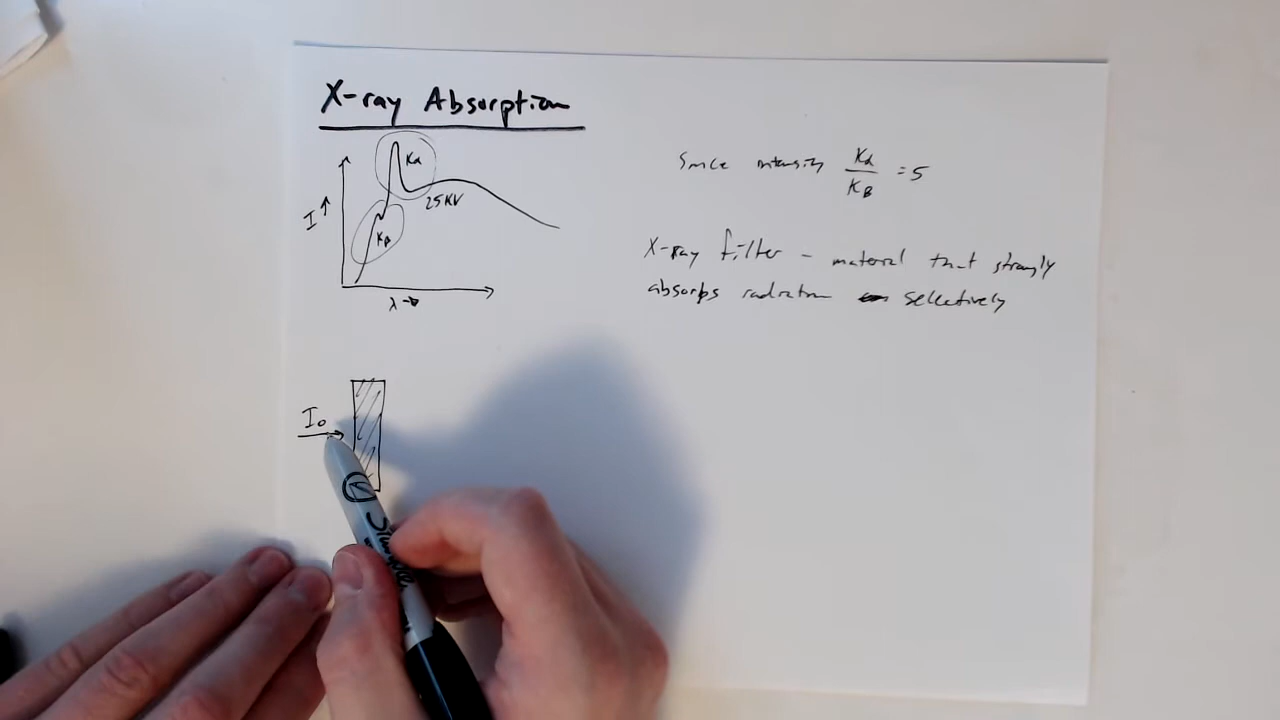 X-ray Absorption
Kα
I↑
25KV
Kβ
λ→
Since intensity Kα
Kβ =5
X-ray filter - material that strongly
absorbs radiation selectively
I₀